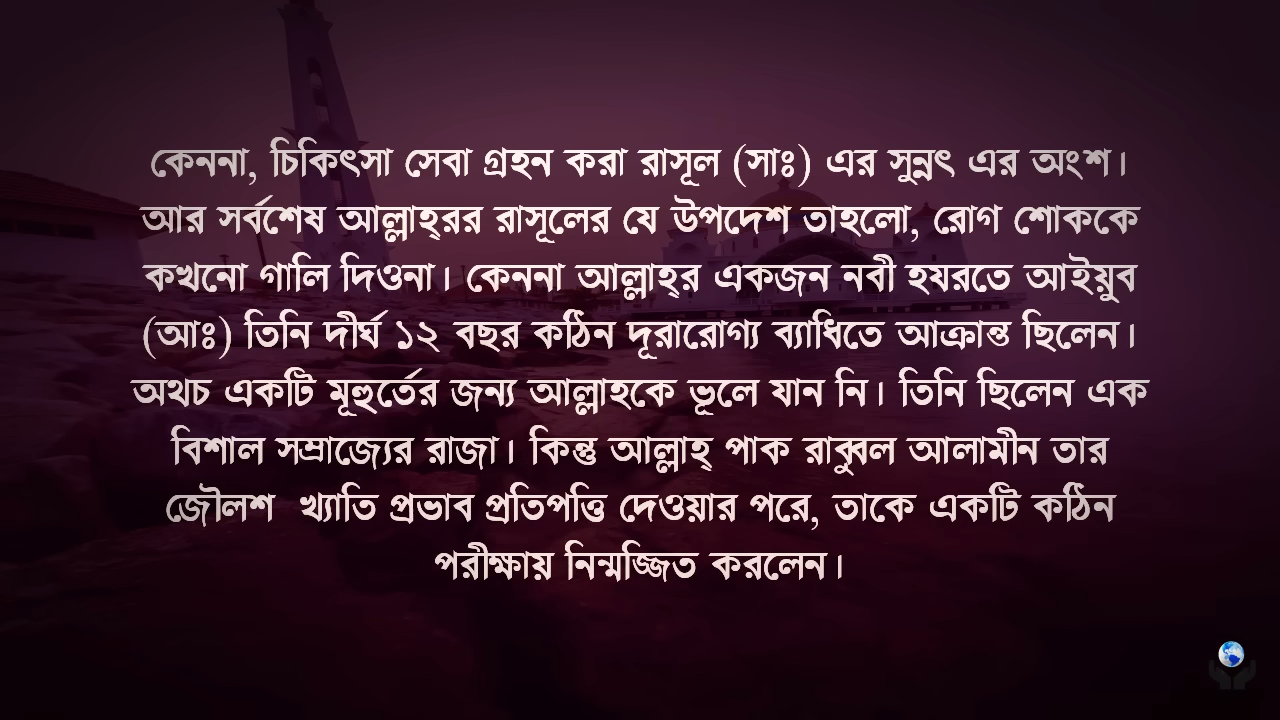 কেননা, চিকিৎসা সেবা গ্রহন করা রাসূল (সাঃ) এর সুন্নৎ এর অংশ।
আর সর্বশেষ আল্লাহ্‌রর রাসূলের যে উপদেশ তাহলো, রোগ শোককে
কখনো গালি দিওনা। কেননা আল্লাহ্‌র একজন নবী হযরতে আইয়ুব
(আঃ) তিনি দীর্ঘ ১২ বছর কঠিন দূরারোগ্য ব্যাধিতে আক্রান্ত ছিলেন।
অথচ একটি মূহুর্তের জন্য আল্লাহকে ভূলে যান নি। তিনি ছিলেন এক
বিশাল সম্রাজ্যের রাজা। কিন্তু আল্লাহ্ পাক রাব্বুল আলামীন তার
জৌলশ খ্যাতি প্রভাব প্রতিপত্তি দেওয়ার পরে, তাকে একটি কঠিন
পরীক্ষায় নিন্মজ্জিত করলেন।